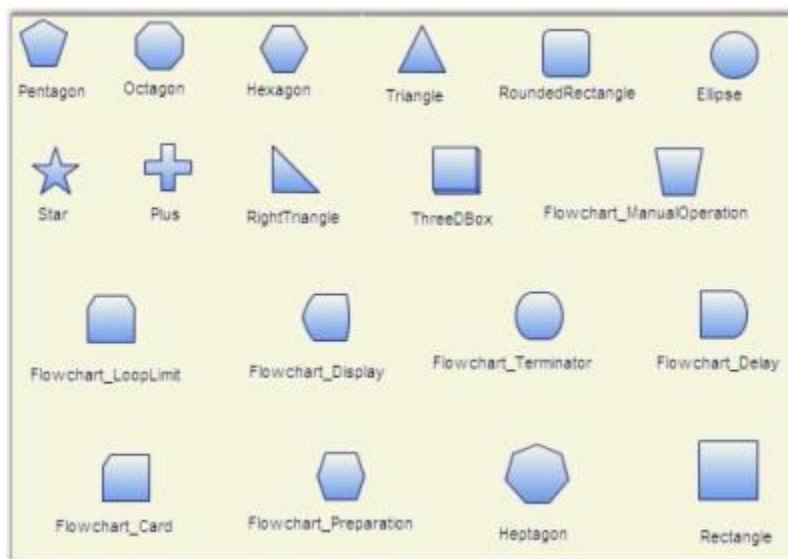 Pentagon
Octagon
Hexagon
Triangle
RoundedRectangle
Ellipse
Star
Plus
RightTriangle
ThreeDBox
Flowchart_ManualOperation
Flowchart_LoopLimit
Flowchart_Display
Flowchart_Terminator
Flowchart_Delay
Flowchart_Card
Flowchart_Preparation
Heptagon
Rectangle